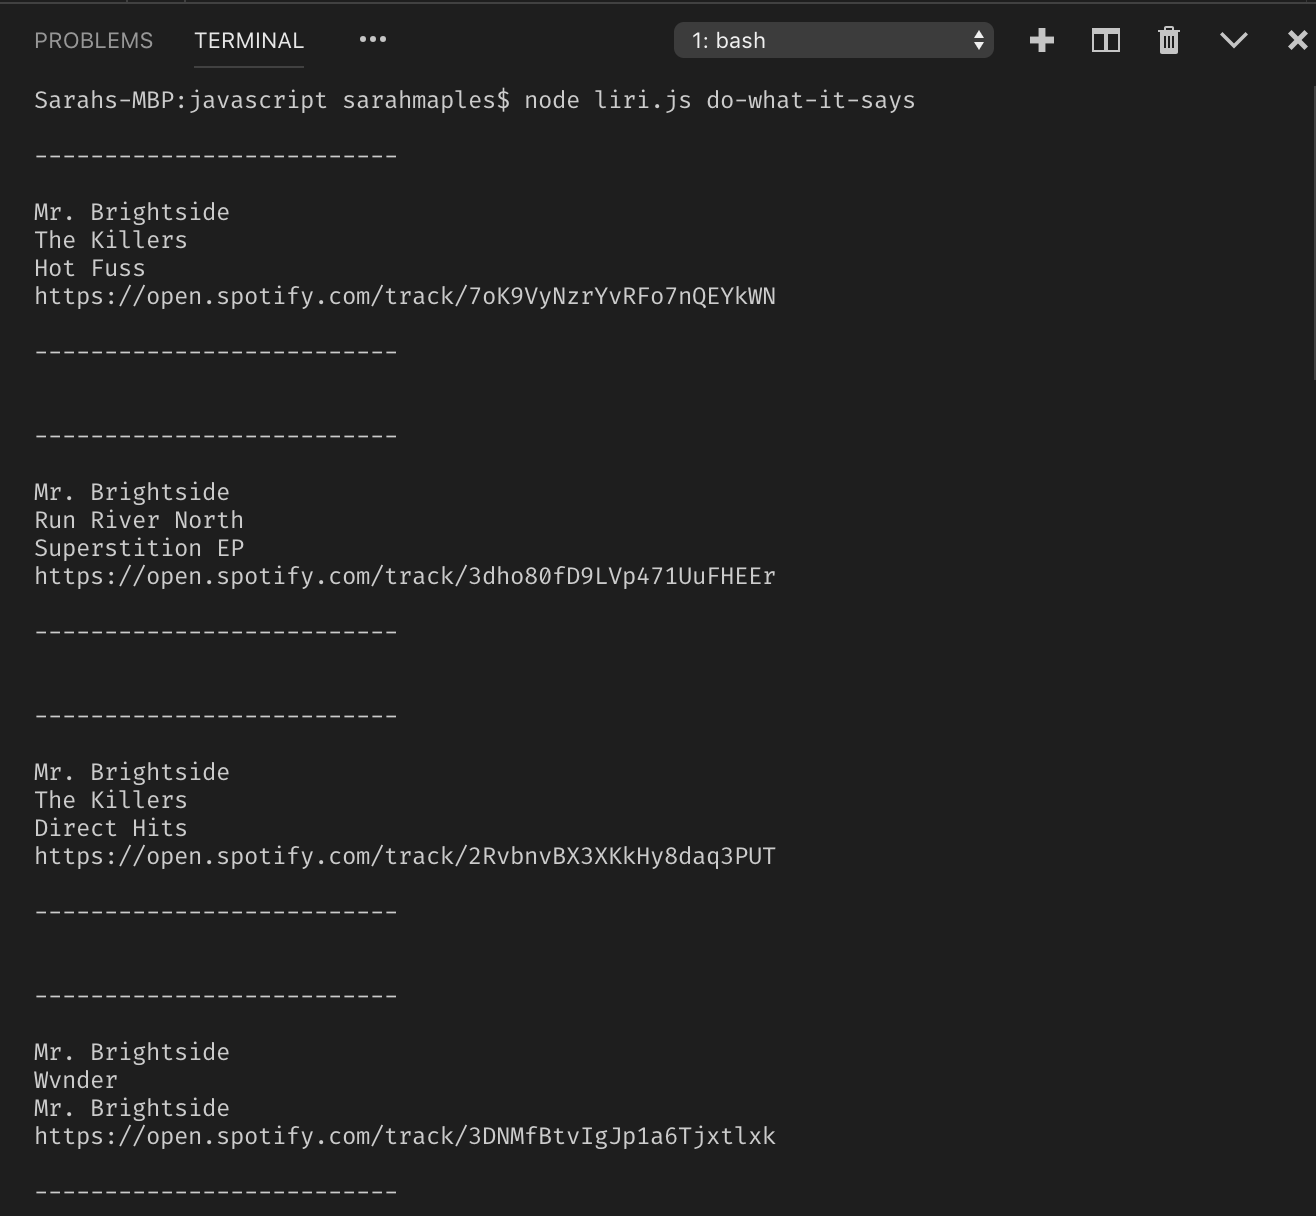 PROBLEMS TERMINAL ••• 1: bash
Sarahs-MBP:javascript sarahmaples$ node liri.js do-what-it-says
--------------------------
Mr. Brightside
The Killers
Hot Fuss
https://open.spotify.com/track/7oK9VyNzrYvRFo7nQEYkWN
--------------------------
--------------------------
Mr. Brightside
Run River North
Superstition EP
https://open.spotify.com/track/3dho80fD9LVp471UuFHEEr
--------------------------
--------------------------
Mr. Brightside
The Killers
Direct Hits
https://open.spotify.com/track/2RvbnvBX3XKkHy8daq3PUT
--------------------------
--------------------------
Mr. Brightside
Wvnder
Mr. Brightside
https://open.spotify.com/track/3DNMfBtvIgJp1a6Tjxtlxk
--------------------------